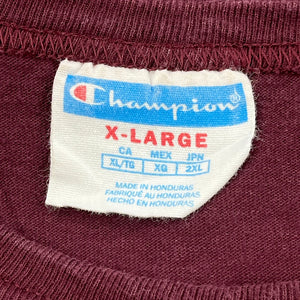 Champion
X-LARGE
CA MEX JPN
XL/TG XG 2XL
MADE IN HONDURAS
FABRIQUÉ AU HONDURAS
HECHO EN HONDURAS